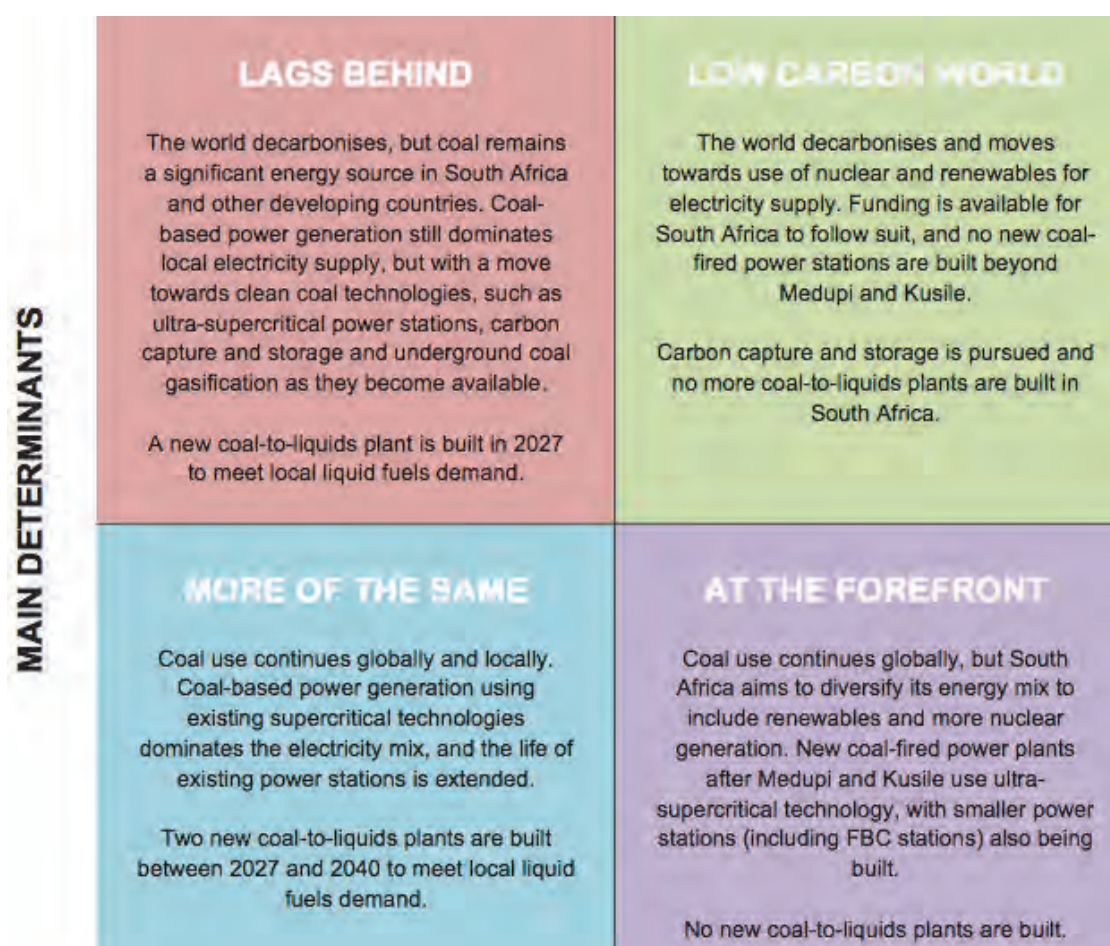 MAIN DETERMINANTS
LAGS BEHIND
The world decarbonises, but coal remains
a significant energy source in South Africa
and other developing countries. Coal-
based power generation still dominates
local electricity supply, but with a move
towards clean coal technologies, such as
ultra-supercritical power stations, carbon
capture and storage and underground coal
gasification as they become available.
A new coal-to-liquids plant is built in 2027
to meet local liquid fuels demand.
LOW CARBON WORLD
The world decarbonises and moves
towards use of nuclear and renewables for
electricity supply. Funding is available for
South Africa to follow suit, and no new coal-
fired power stations are built beyond
Medupi and Kusile.
Carbon capture and storage is pursued and
no more coal-to-liquids plants are built in
South Africa.
MORE OF THE SAME
Coal use continues globally and locally.
Coal-based power generation using
existing supercritical technologies
dominates the electricity mix, and the life of
existing power stations is extended.
Two new coal-to-liquids plants are built
between 2027 and 2040 to meet local liquid
fuels demand.
AT THE FOREFRONT
Coal use continues globally, but South
Africa aims to diversify its energy mix to
include renewables and more nuclear
generation. New coal-fired power plants
after Medupi and Kusile use ultra-
supercritical technology, with smaller power
stations (including FBC stations) also being
built.
No new coal-to-liquids plants are built.